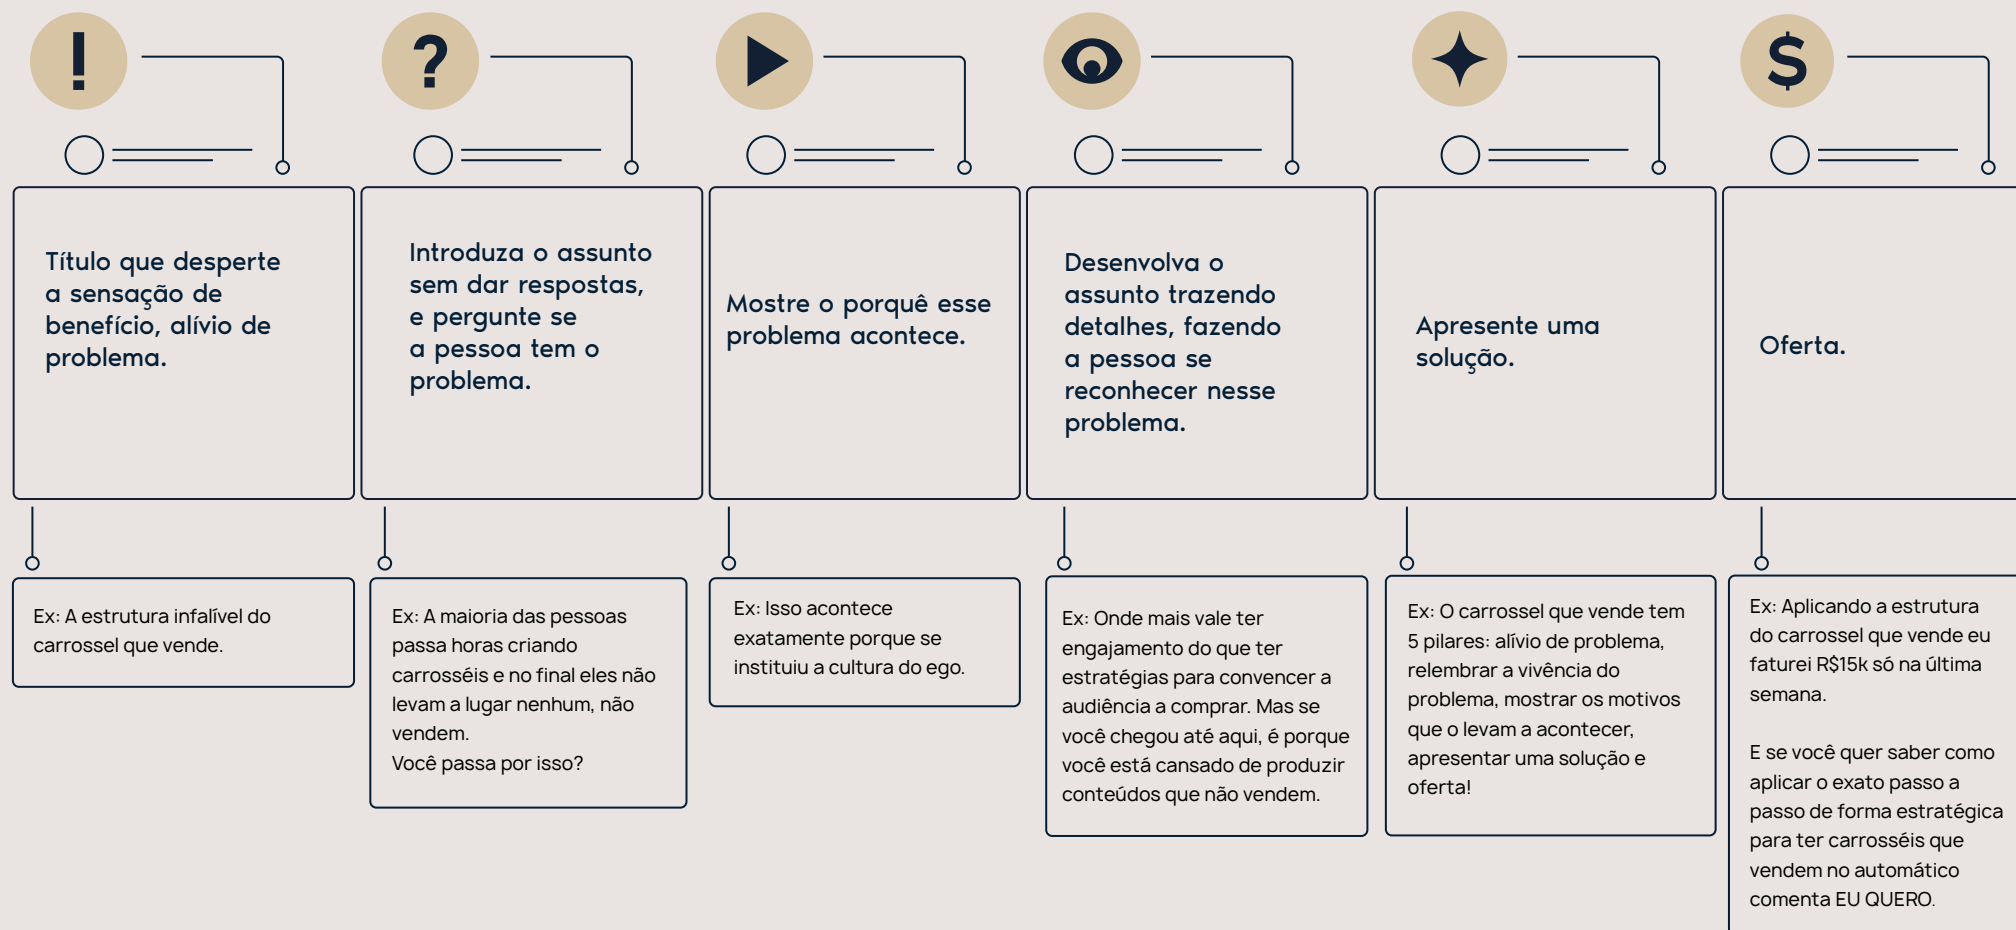 !
?
$
Título que desperte
a sensação de
benefício, alívio de
problema.
Introduza o assunto
sem dar respostas,
e pergunte se
a pessoa tem o
problema.
Mostre o porquê esse
problema acontece.
Desenvolva o
assunto trazendo
detalhes, fazendo
a pessoa se
reconhecer nesse
problema.
Apresente uma
solução.
Oferta.
Ex: A estrutura infalível do
carrossel que vende.
Ex: A maioria das pessoas
passa horas criando
carrosséis e no final eles não
levam a lugar nenhum, não
vendem.
Você passa por isso?
Ex: Isso acontece
exatamente porque se
instituiu a cultura do ego.
Ex: Onde mais vale ter
engajamento do que ter
estratégias para convencer a
audiência a comprar. Mas se
você chegou até aqui, é porque
você está cansado de produzir
conteúdos que não vendem.
Ex: O carrossel que vende tem
5 pilares: alívio de problema,
relembrar a vivência do
problema, mostrar os motivos
que o levam a acontecer,
apresentar uma solução e
oferta!
Ex: Aplicando a estrutura
do carrossel que vende eu
faturei R$15k só na última
semana.
E se você quer saber como
aplicar o exato passo a
passo de forma estratégica
para ter carrosséis que
vendem no automático
comenta EU QUERO.